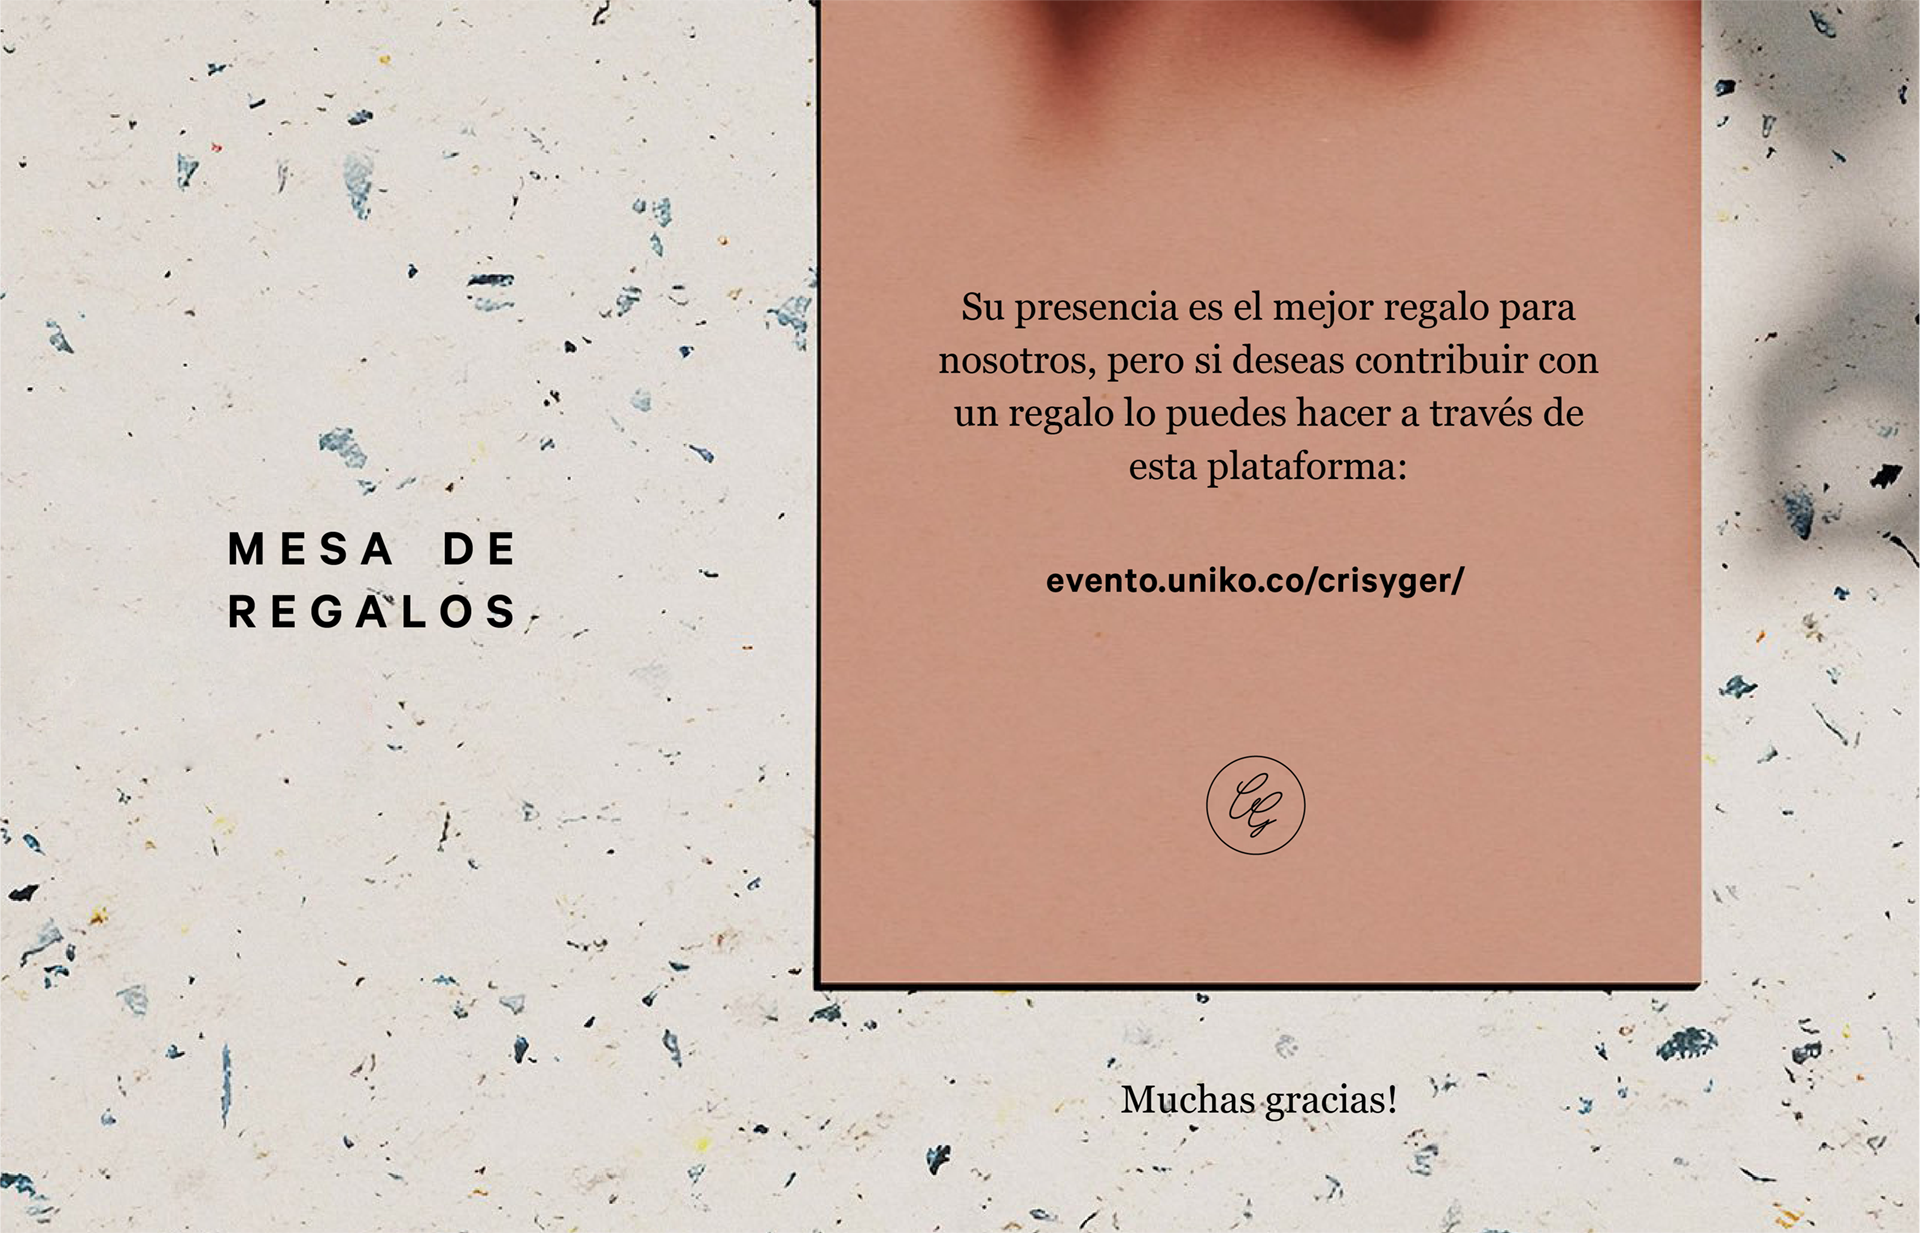 MESA DE
REGALOS
Su presencia es el mejor regalo para
nosotros, pero si deseas contribuir con
un regalo lo puedes hacer a través de
esta plataforma:
evento.uniko.co/crisyger/
CG
Muchas gracias!